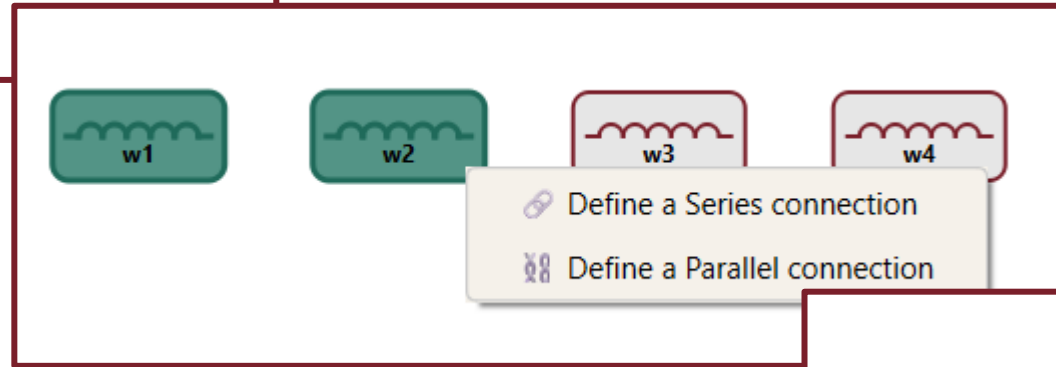 w1
w2
w3
w4
Define a Series connection
Define a Parallel connection